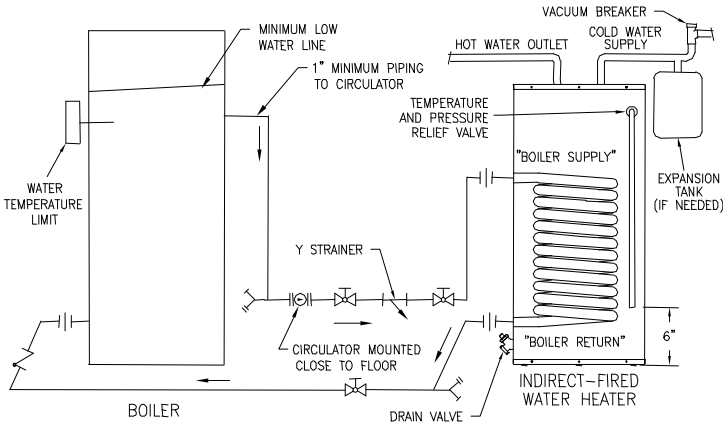 VACUUM BREAKER
COLD WATER
SUPPLY
HOT WATER OUTLET
MINIMUM LOW
WATER LINE
1" MINIMUM PIPING
TO CIRCULATOR
TEMPERATURE
AND PRESSURE
RELIEF VALVE
"BOILER SUPPLY"
EXPANSION
TANK
(IF NEEDED)
WATER
TEMPERATURE
LIMIT
Y STRAINER
CIRCULATOR MOUNTED
CLOSE TO FLOOR
"BOILER RETURN"
6"
BOILER
DRAIN VALVE
INDIRECT-FIRED
WATER HEATER